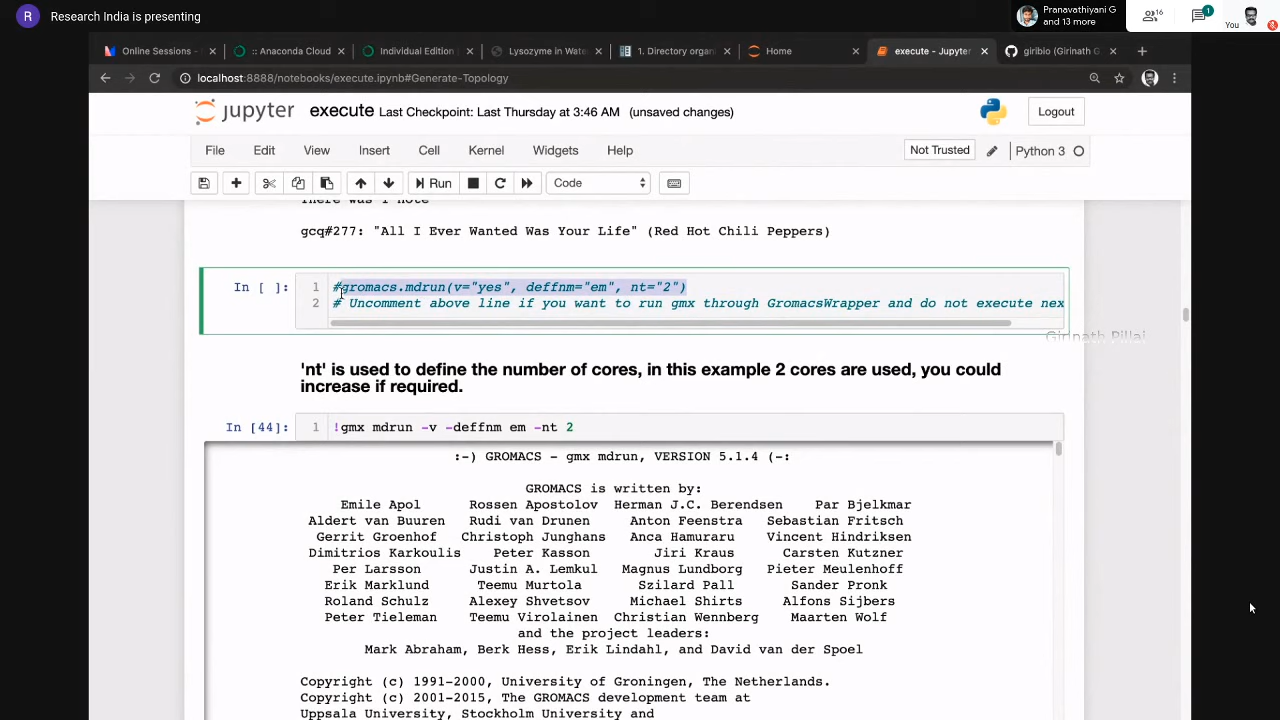 R Research India is presenting
Pranavathiyani G
and 13 more
16
1
You
Online Sessions -
:: Anaconda Cloud
Individual Edition
Lysozyme in Wate
1. Directory organ
Home
execute - Jupyter
giribio (Girinath G
localhost:8888/notebooks/execute.ipynb#Generate-Topology
jupyter execute Last Checkpoint: Last Thursday at 3:46 AM (unsaved changes)
Logout
File Edit View Insert Cell Kernel Widgets Help
Not Trusted
Python 3
Run
Code
There was 1 note
gcq#277: "All I Ever Wanted Was Your Life" (Red Hot Chili Peppers)
In [ ]: 1 #gromacs.mdrun(v="yes", deffnm="em", nt="2")
2 # Uncomment above line if you want to run gmx through GromacsWrapper and do not execute nex
Girinath Pillai
'nt' is used to define the number of cores, in this example 2 cores are used, you could
increase if required.
In [44]: 1 !gmx mdrun -v -deffnm em -nt 2
:-) GROMACS - gmx mdrun, VERSION 5.1.4 (-:
GROMACS is written by:
Emile Apol Rossen Apostolov Herman J.C. Berendsen Par Bjelkmar
Aldert van Buuren Rudi van Drunen Anton Feenstra Sebastian Fritsch
Gerrit Groenhof Christoph Junghans Anca Hamuraru Vincent Hindriksen
Dimitrios Karkoulis Peter Kasson Jiri Kraus Carsten Kutzner
Per Larsson Justin A. Lemkul Magnus Lundborg Pieter Meulenhoff
Erik Marklund Teemu Murtola Szilard Pall Sander Pronk
Roland Schulz Alexey Shvetsov Michael Shirts Alfons Sijbers
Peter Tieleman Teemu Virolainen Christian Wennberg Maarten Wolf
and the project leaders:
Mark Abraham, Berk Hess, Erik Lindahl, and David van der Spoel
Copyright (c) 1991-2000, University of Groningen, The Netherlands.
Copyright (c) 2001-2015, The GROMACS development team at
Uppsala University, Stockholm University and